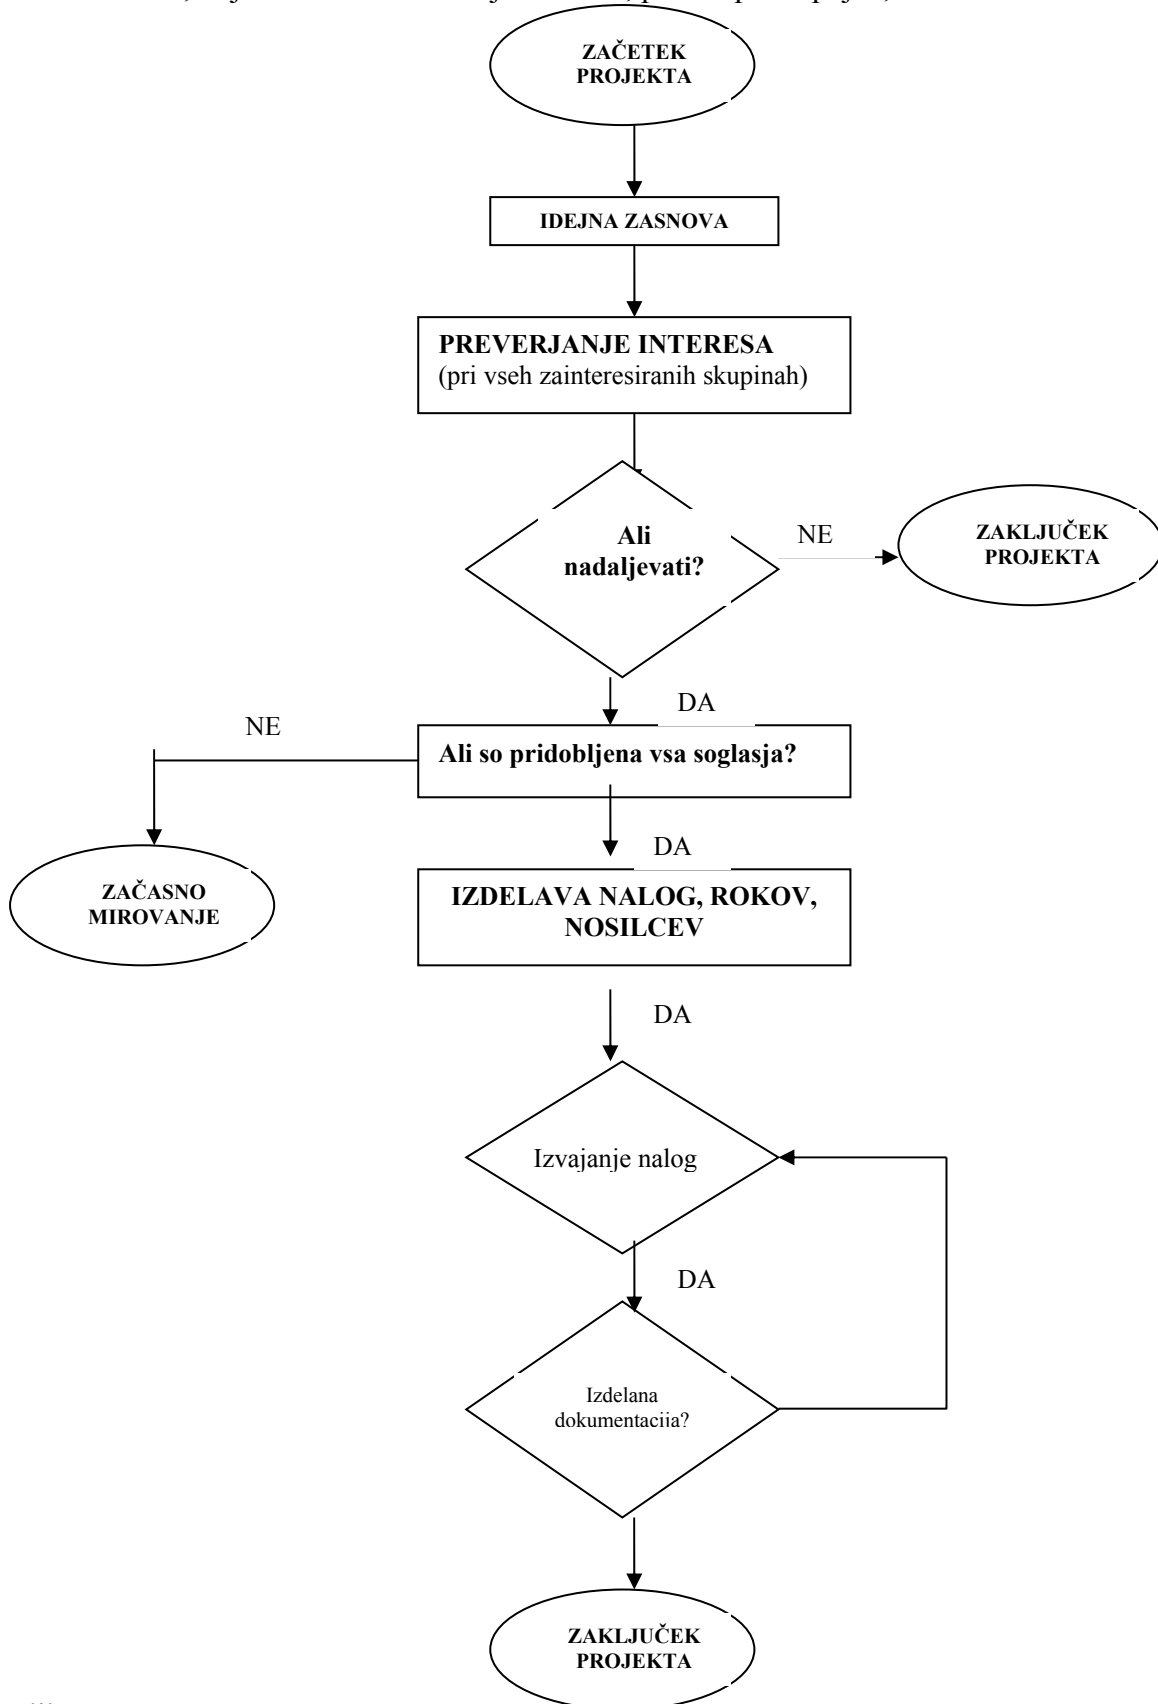 ZAČETEK
PROJEKTA
IDEJNA ZASNOVA
PREVERJANJE INTERESA
(pri vseh zainteresiranih skupinah)
Ali
nadaljevati?
NE
ZAKLJUČEK
PROJEKTA
DA
NE
Ali so pridobljena vsa soglasja?
DA
ZAČASNO
MIROVANJE
IZDELAVA NALOG, ROKOV,
NOSILCEV
DA
Izvajanje nalog
DA
Izdelana
dokumentacija?
ZAKLJUČEK
PROJEKTA